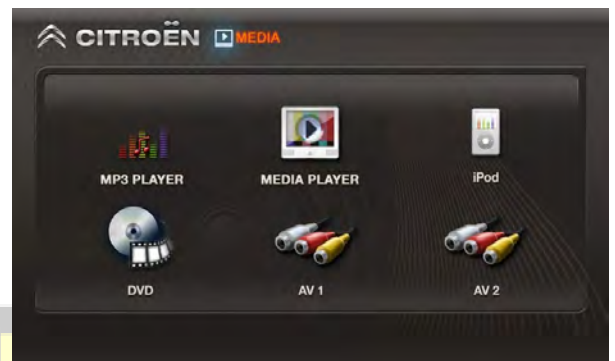 CITROËN MEDIA
MP3 PLAYER MEDIA PLAYER iPod
DVD AV 1 AV 2